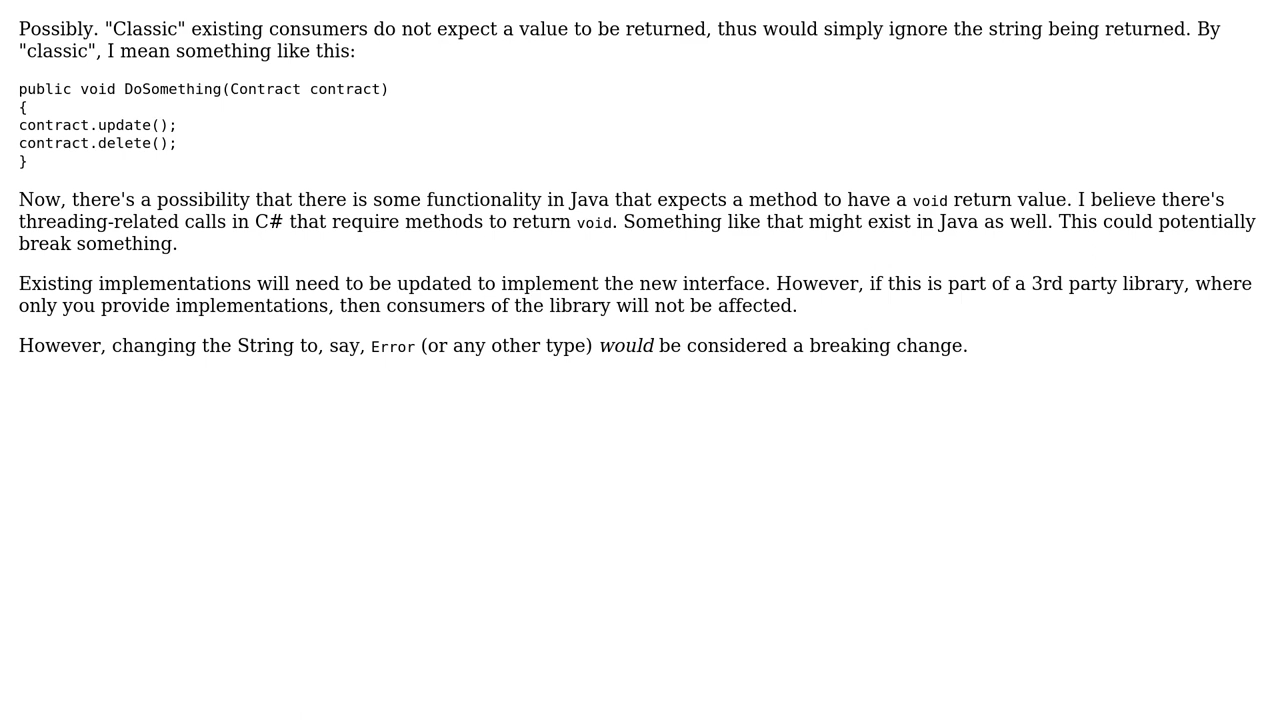 Possibly. "Classic" existing consumers do not expect a value to be returned, thus would simply ignore the string being returned. By
"classic", I mean something like this:
public void DoSomething(Contract contract)
{
contract.update();
contract.delete();
}
Now, there's a possibility that there is some functionality in Java that expects a method to have a void return value. I believe there's
threading-related calls in C# that require methods to return void. Something like that might exist in Java as well. This could potentially
break something.
Existing implementations will need to be updated to implement the new interface. However, if this is part of a 3rd party library, where
only you provide implementations, then consumers of the library will not be affected.
However, changing the String to, say, Error (or any other type) would be considered a breaking change.